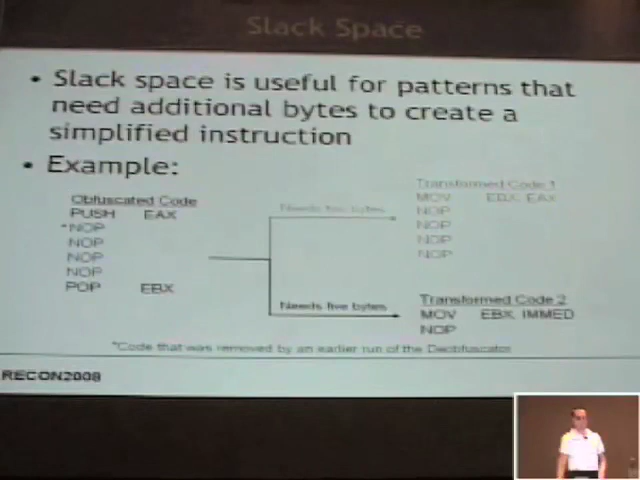 Slack Space
• Slack space is useful for patterns that
need additional bytes to create a
simplified instruction
• Example:
Obfuscated Code
PUSH EAX
*NOP
NOP
NOP
NOP
POP EBX
Needs two bytes
Transformed Code 1
MOV EBX, EAX
NOP
NOP
NOP
NOP
Needs five bytes
Transformed Code 2
MOV EBX, IMMED
NOP
*Code that was removed by an earlier run of the Deobfuscator
RECON2008